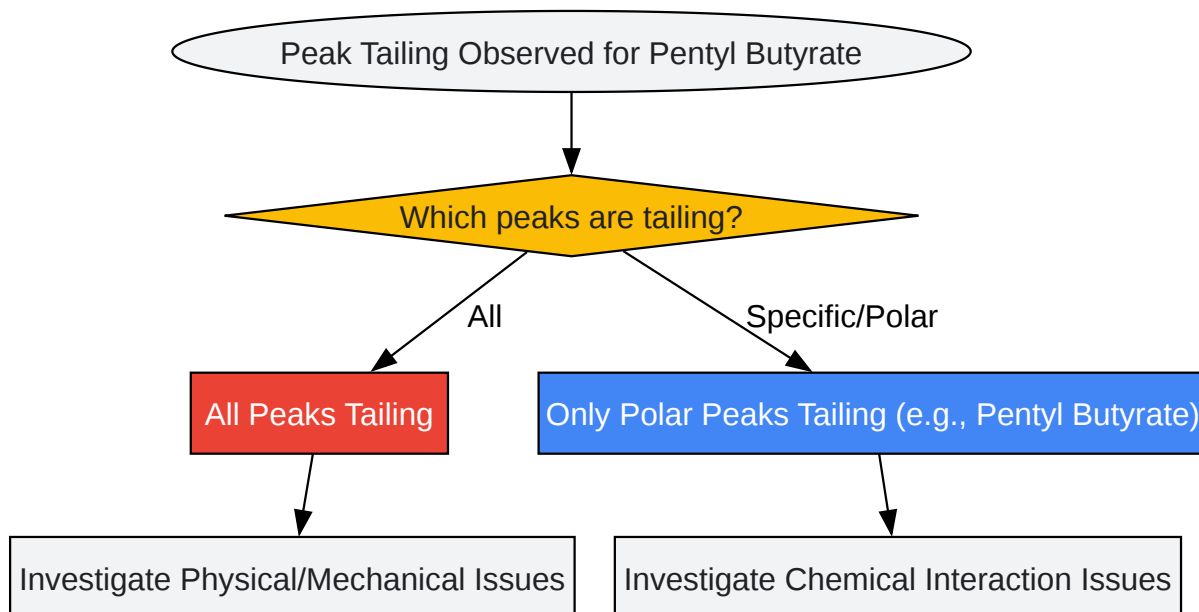 Peak Tailing Observed for Pentyl Butyrate
Which peaks are tailing?
All
Specific/Polar
All Peaks Tailing
Only Polar Peaks Tailing (e.g., Pentyl Butyrate)
Investigate Physical/Mechanical Issues
Investigate Chemical Interaction Issues